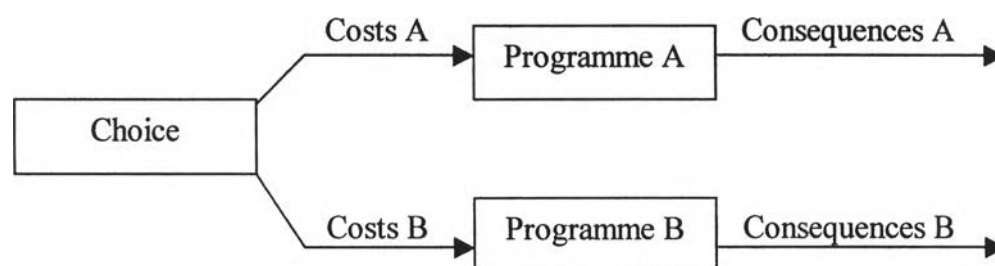 Costs A
Programme A
Consequences A
Choice
Costs B
Programme B
Consequences B